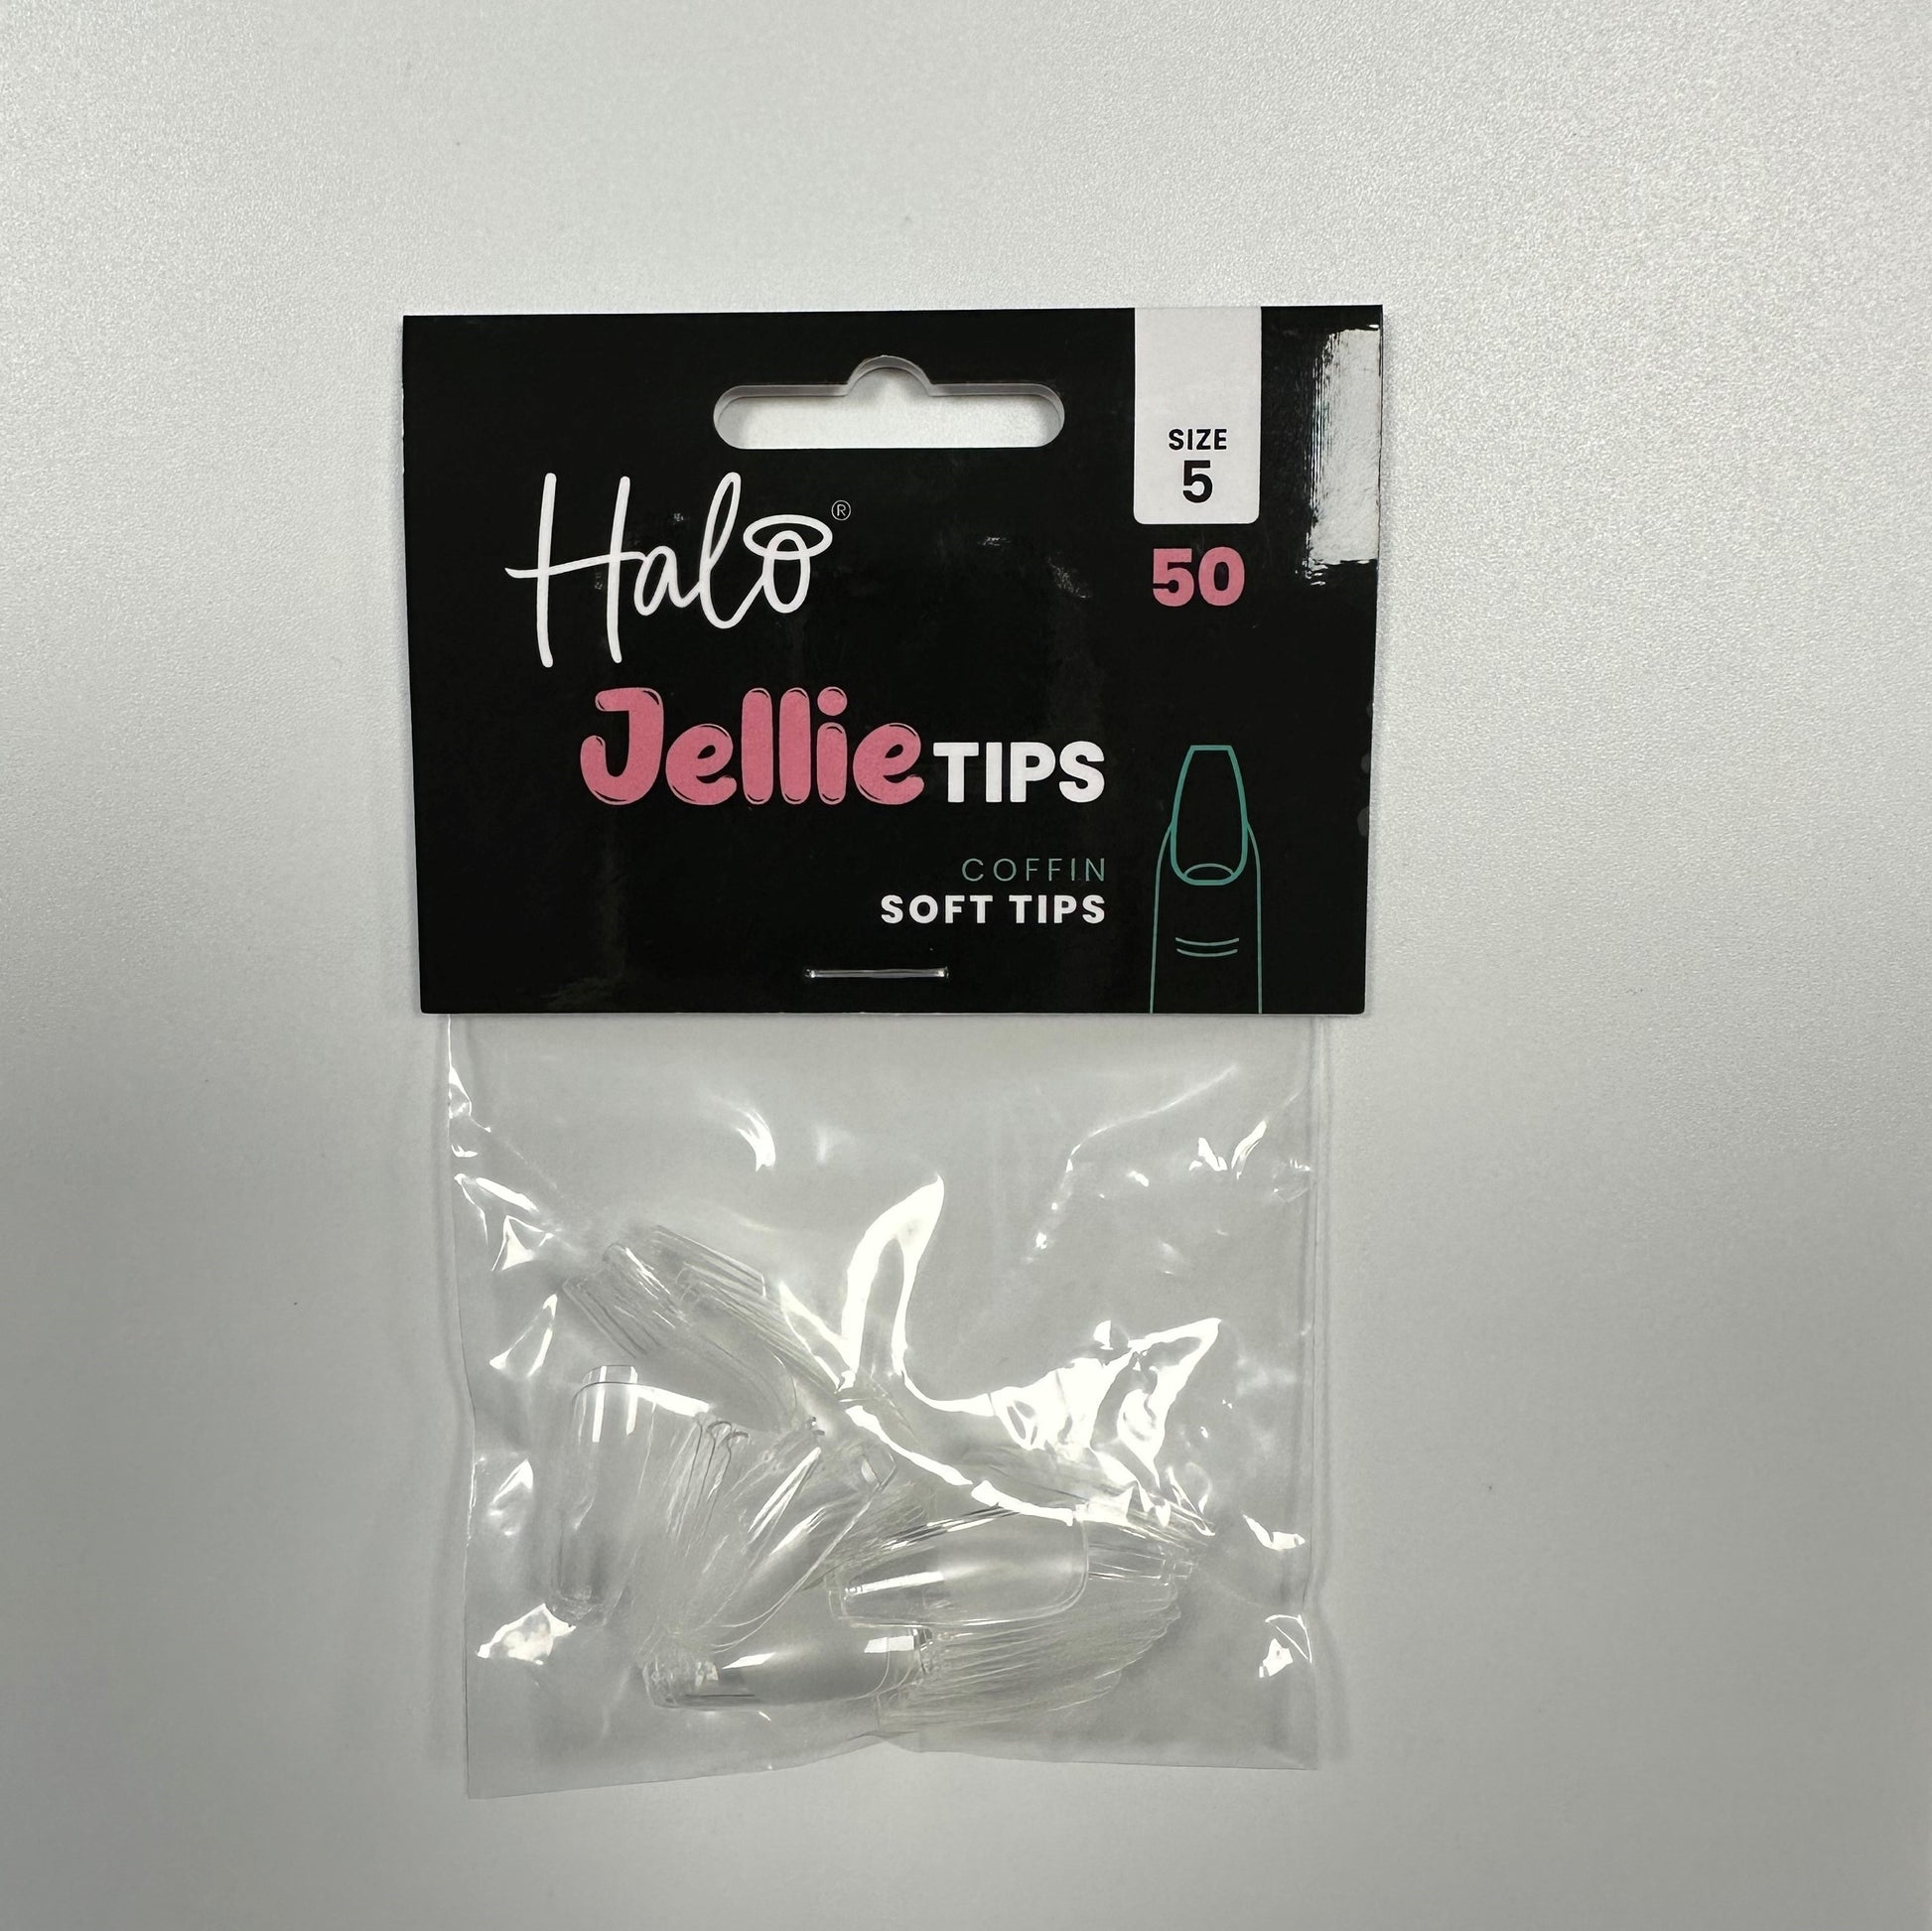 SIZE
5
50
Halo®
Jellie TIPS
COFFIN
SOFT TIPS